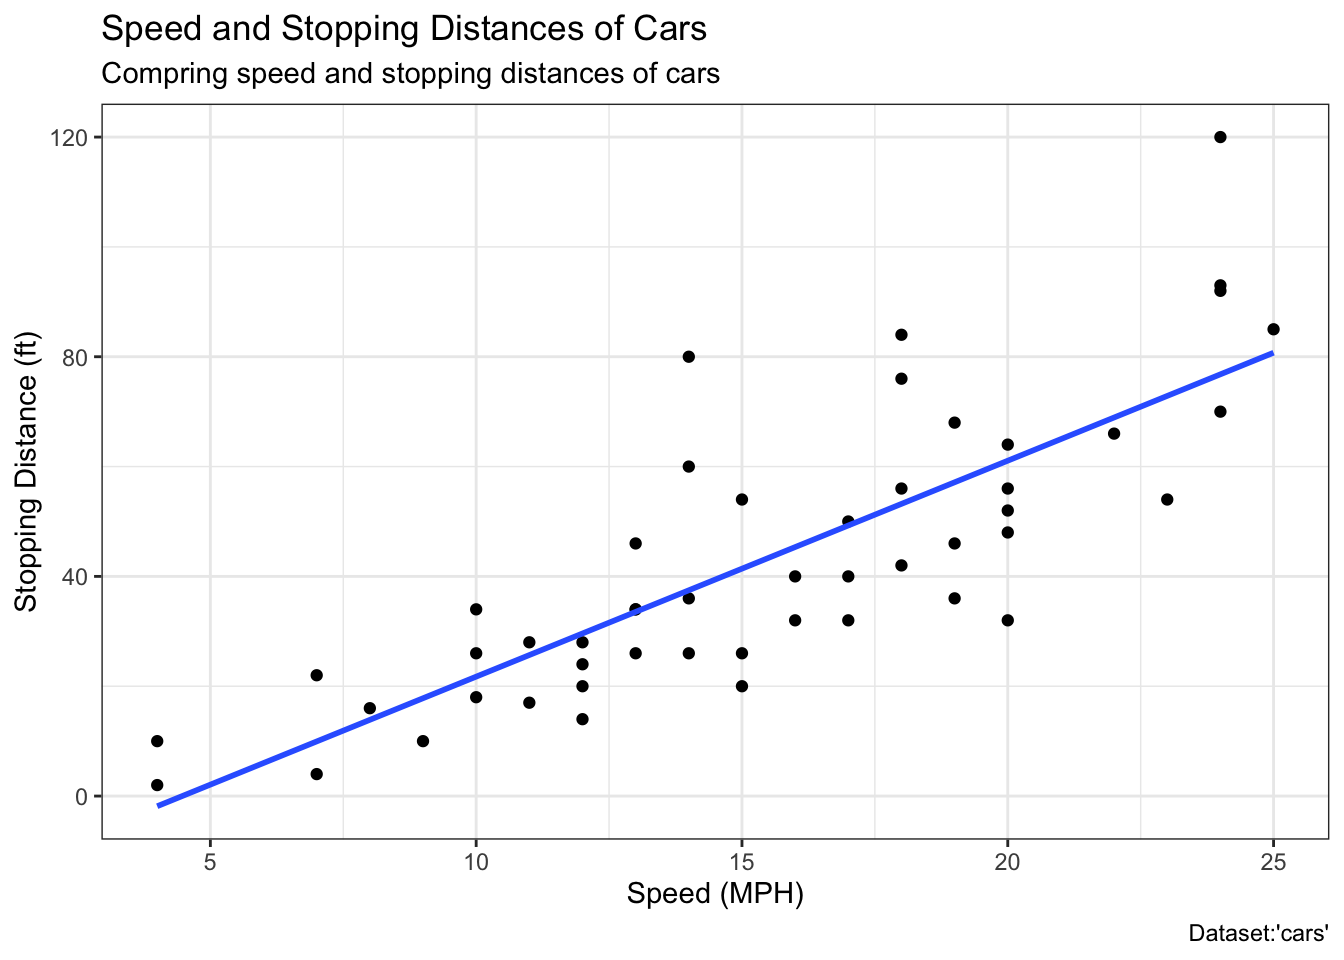 Speed and Stopping Distances of Cars
Compring speed and stopping distances of cars
Stopping Distance (ft)
120
80
40
0
5 10 15 20 25
Speed (MPH)
Dataset:'cars'